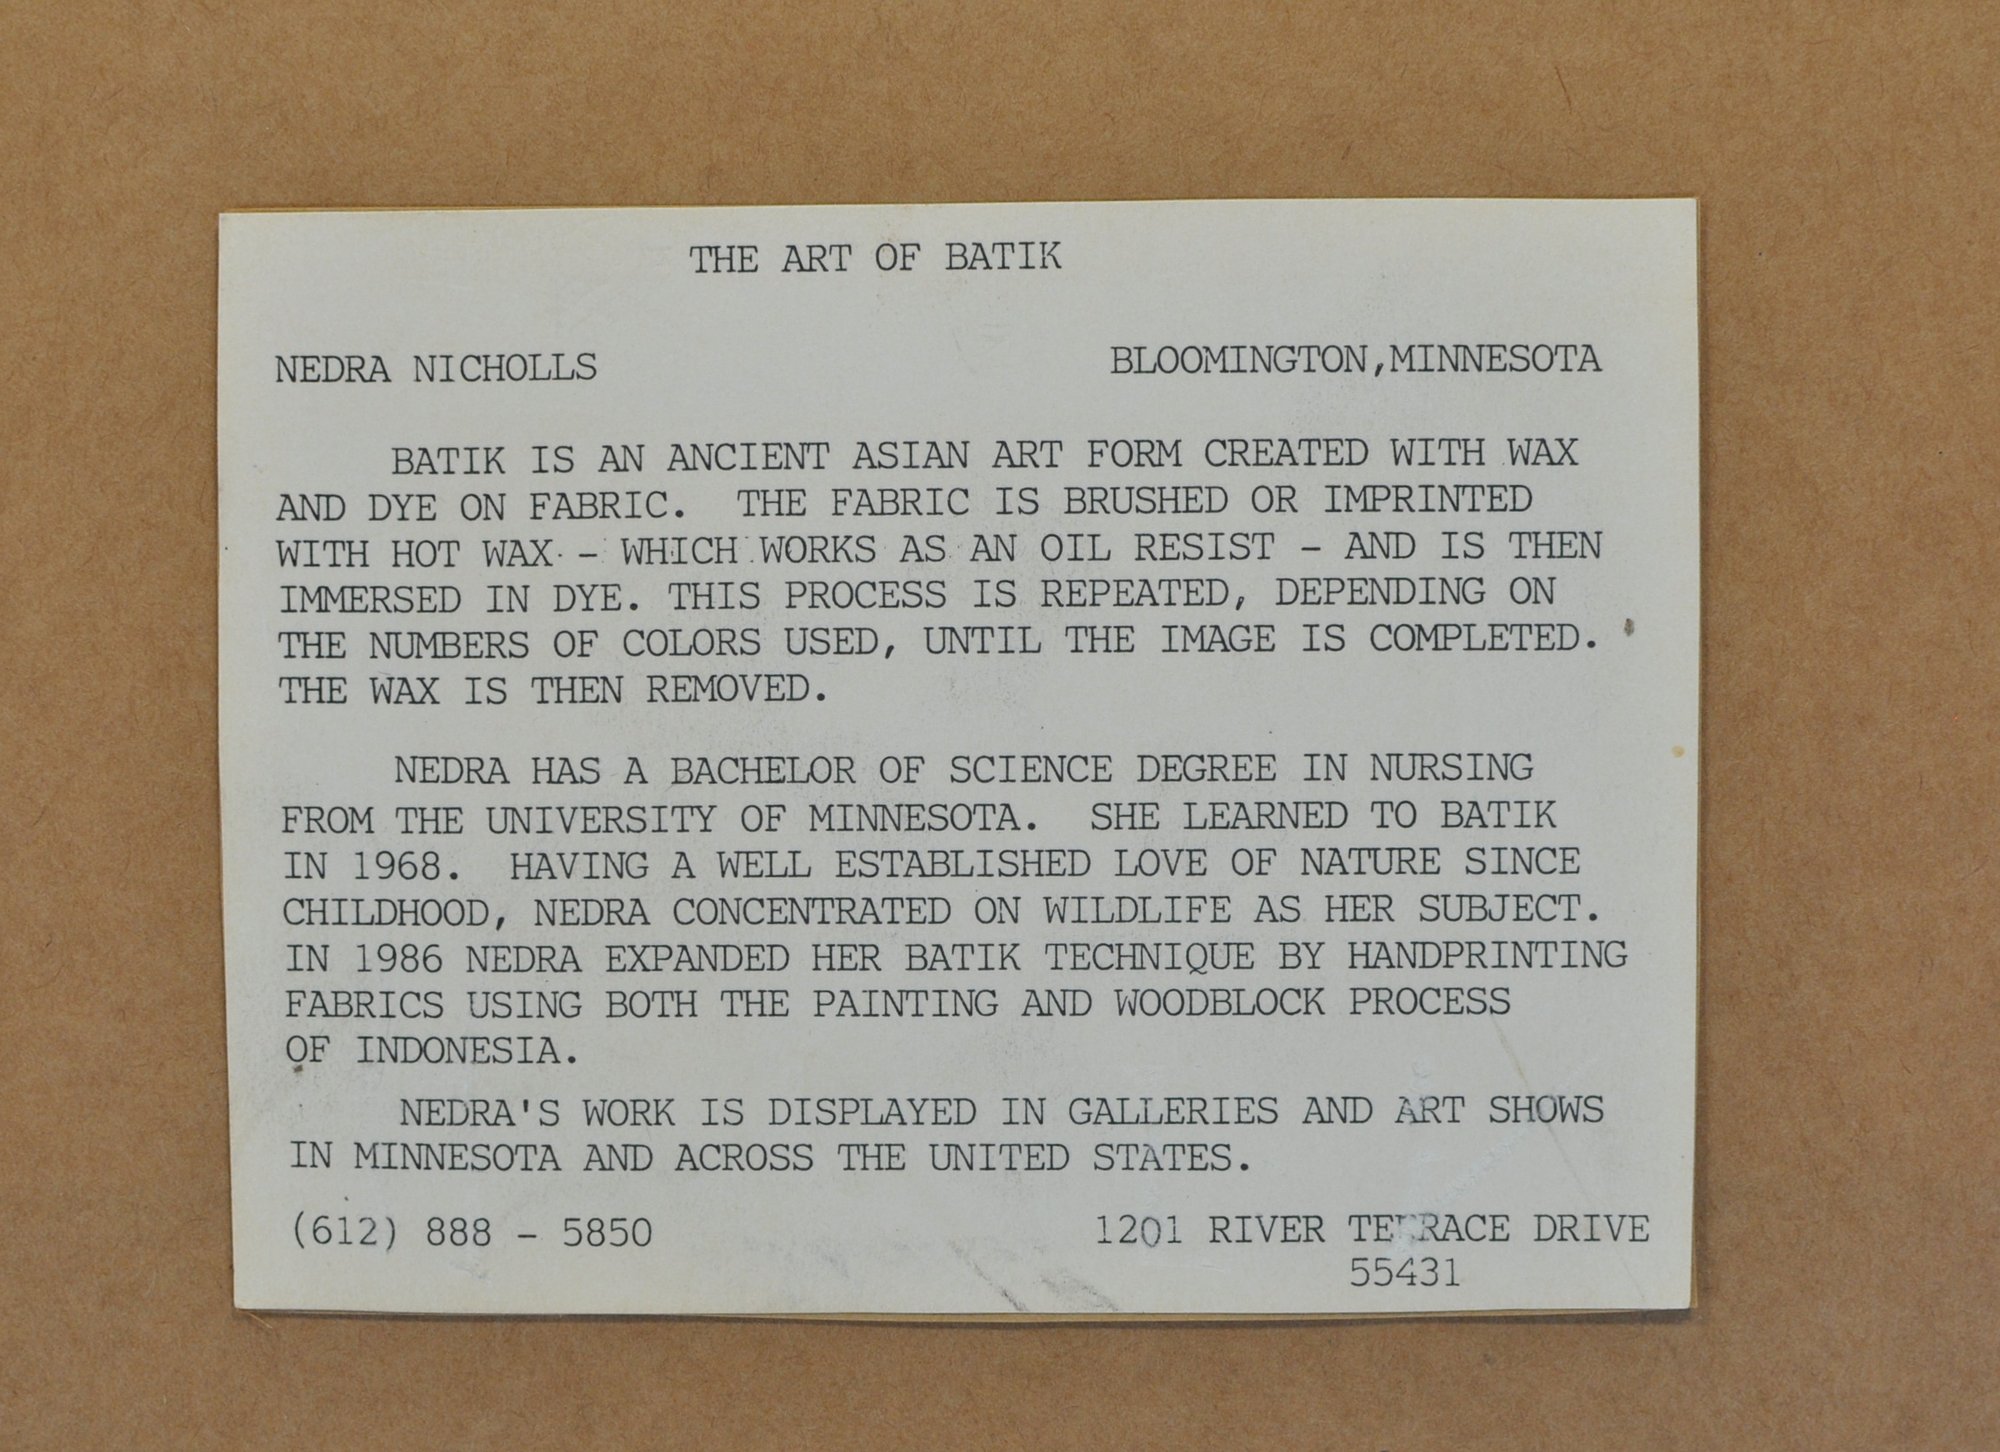 THE ART OF BATIK
NEDRA NICHOLLS BLOOMINGTON,MINNESOTA
BATIK IS AN ANCIENT ASIAN ART FORM CREATED WITH WAX
AND DYE ON FABRIC. THE FABRIC IS BRUSHED OR IMPRINTED
WITH HOT WAX - WHICH WORKS AS AN OIL RESIST - AND IS THEN
IMMERSED IN DYE. THIS PROCESS IS REPEATED, DEPENDING ON
THE NUMBERS OF COLORS USED, UNTIL THE IMAGE IS COMPLETED.
THE WAX IS THEN REMOVED.
NEDRA HAS A BACHELOR OF SCIENCE DEGREE IN NURSING
FROM THE UNIVERSITY OF MINNESOTA. SHE LEARNED TO BATIK
IN 1968. HAVING A WELL ESTABLISHED LOVE OF NATURE SINCE
CHILDHOOD, NEDRA CONCENTRATED ON WILDLIFE AS HER SUBJECT.
IN 1986 NEDRA EXPANDED HER BATIK TECHNIQUE BY HANDPRINTING
FABRICS USING BOTH THE PAINTING AND WOODBLOCK PROCESS
OF INDONESIA.
NEDRA'S WORK IS DISPLAYED IN GALLERIES AND ART SHOWS
IN MINNESOTA AND ACROSS THE UNITED STATES.
(612) 888 - 5850 1201 RIVER TERRACE DRIVE
55431